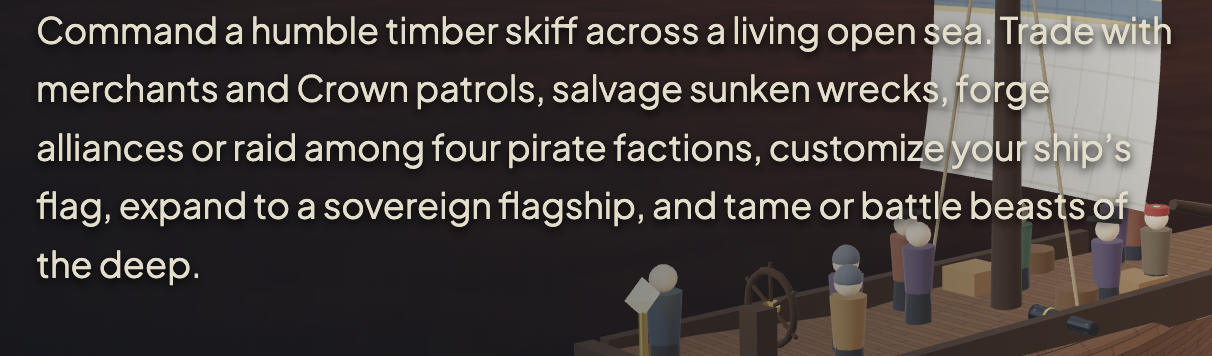 Command a humble timber skiff across a living open sea. Trade with
merchants and Crown patrols, salvage sunken wrecks, forge
alliances or raid among four pirate factions, customize your ship’s
flag, expand to a sovereign flagship, and tame or battle beasts of
the deep.